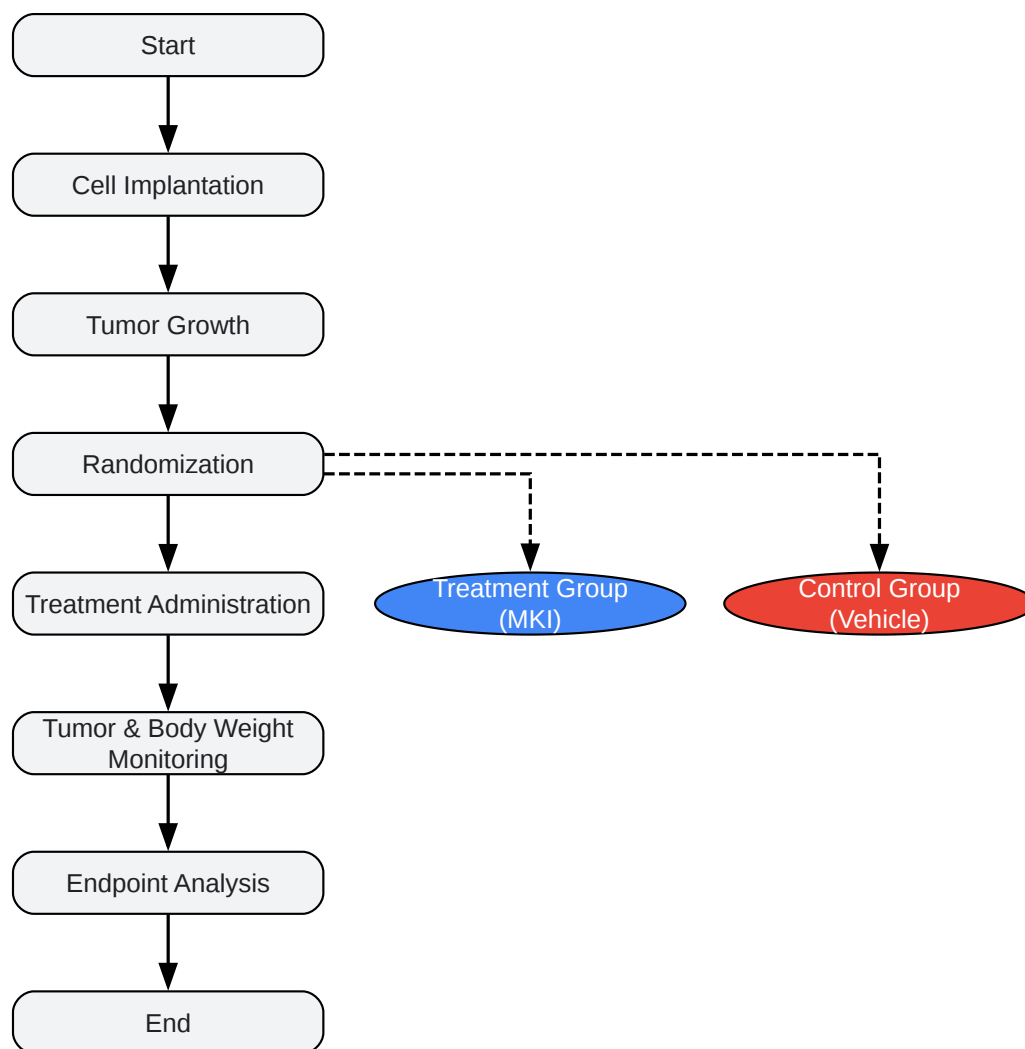 Start
Cell Implantation
Tumor Growth
Randomization
Treatment Administration
Treatment Group
(MKI)
Control Group
(Vehicle)
Tumor & Body Weight
Monitoring
Endpoint Analysis
End